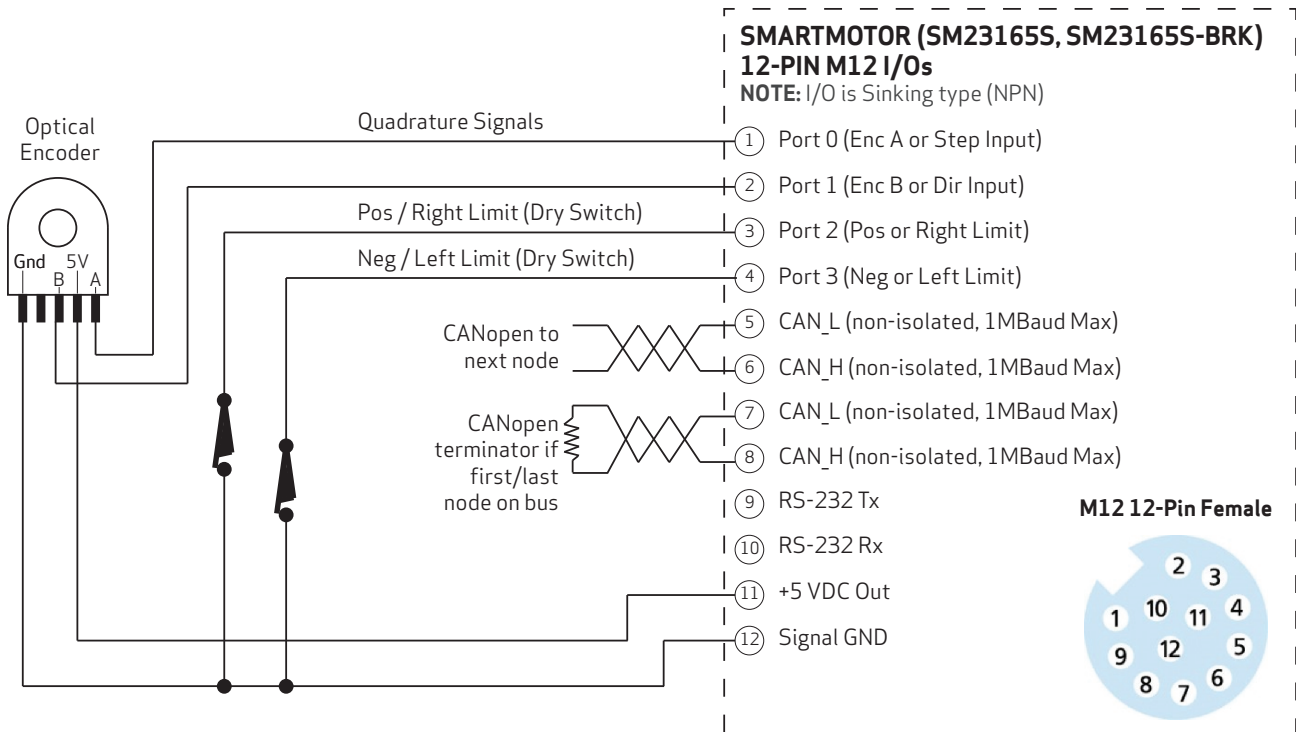 SMARTMOTOR (SM23165S, SM23165S-BRK)
12-PIN M12 I/Os
NOTE: I/O is Sinking type (NPN)
Optical
Encoder
Gnd
5V
B
A
Quadrature Signals
Pos / Right Limit (Dry Switch)
Neg / Left Limit (Dry Switch)
CANopen to
next node
CANopen
terminator if
first/last
node on bus
1 Port 0 (Enc A or Step Input)
2 Port 1 (Enc B or Dir Input)
3 Port 2 (Pos or Right Limit)
4 Port 3 (Neg or Left Limit)
5 CAN_L (non-isolated, 1MBaud Max)
6 CAN_H (non-isolated, 1MBaud Max)
7 CAN_L (non-isolated, 1MBaud Max)
8 CAN_H (non-isolated, 1MBaud Max)
9 RS-232 Tx
10 RS-232 Rx
11 +5 VDC Out
12 Signal GND
M12 12-Pin Female
2
3
1
10
11
4
9
12
5
8
7
6